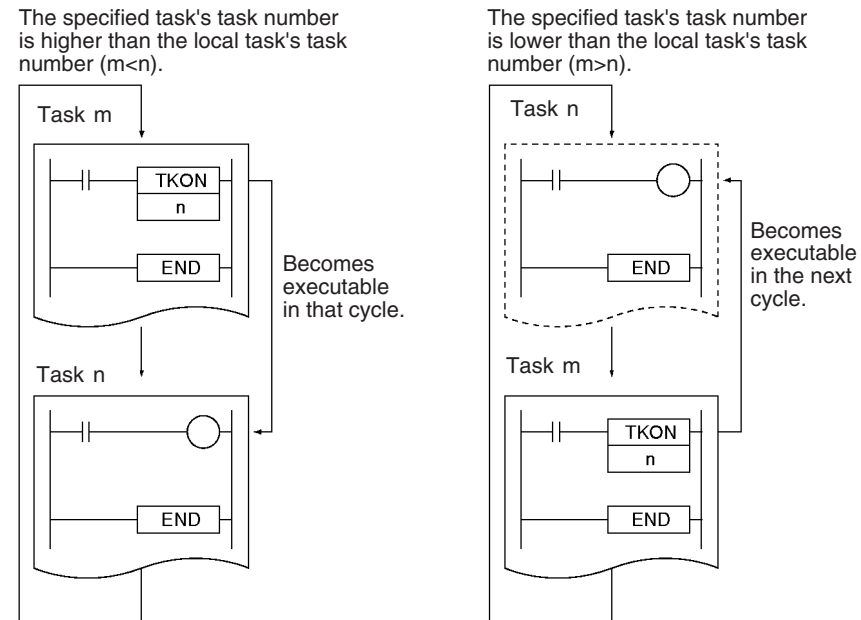 The specified task's task number
is higher than the local task's task
number (m<n).
Task m
TKON
n
END
Becomes
executable
in that cycle.
Task n
END
The specified task's task number
is lower than the local task's task
number (m>n).
Task n
END
Becomes
executable
in the next
cycle.
Task m
TKON
n
END